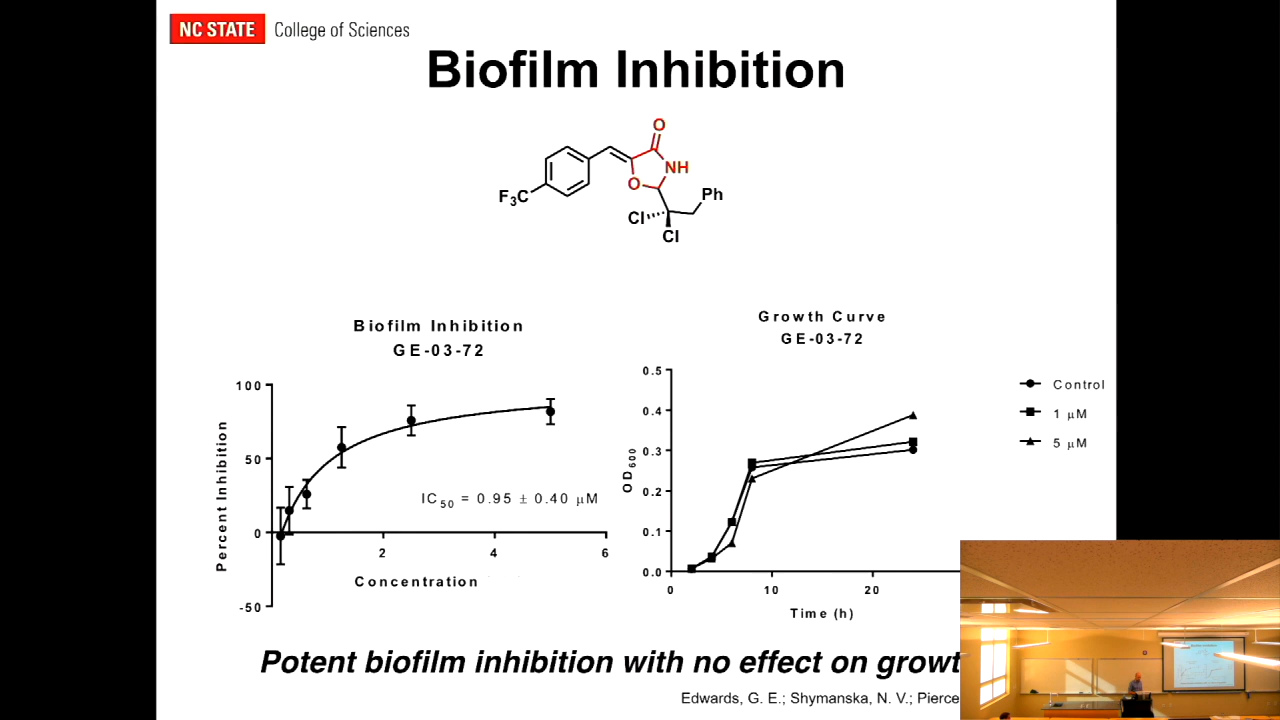 NC STATE College of Sciences
Biofilm Inhibition
O
NH
O
F3C
Cl
Cl
Ph
Biofilm Inhibition
GE-03-72
100
50
0
-50
2
4
6
Percent Inhibition
IC50 = 0.95 ± 0.40 µM
Concentration
Growth Curve
GE-03-72
0.5
0.4
0.3
0.2
0.1
0.0
0
10
20
OD600
Time (h)
Control
1 µM
5 µM
Potent biofilm inhibition with no effect on growt
Edwards, G. E.; Shymanska, N. V.; Pierce